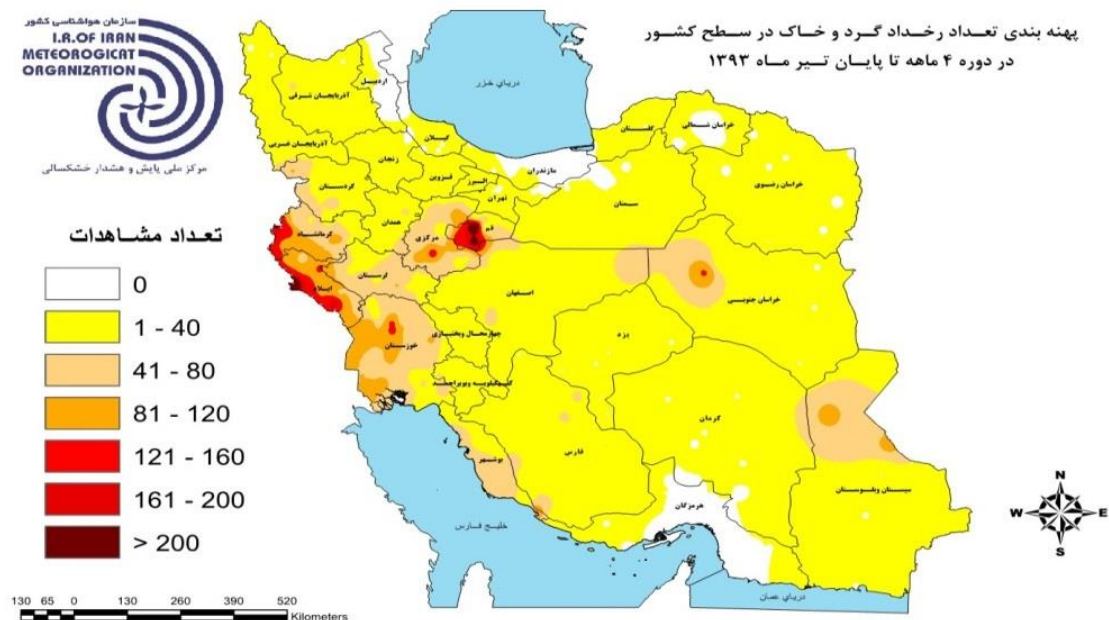 سازمان هواشناسی کشور
I.R.OF IRAN
METEOROGICAT
ORGANIZATION
مرکز ملی پایش و هشدار خشکسالی
پهنه بندی تعداد رخداد گرد و خاک در سطح کشور
در دوره ۴ ماهه تا پایان تیر ماه ۱۳۹۳
دریای خزر
اردبیل
آذربایجان شرقی
آذربایجان غربی
گیلان
زنجان
کردستان
قزوین
البرز
تهران
مازندران
گلستان
خراسان شمالی
خراسان رضوی
سمنان
همدان
کرمانشاه
مرکزی
قم
لرستان
ایلام
اصفهان
خراسان جنوبی
خوزستان
چهارمحال وبختیاری
یزد
کهگیلویه وبویراحمد
فارس
کرمان
بوشهر
هرمزگان
سیستان وبلوچستان
خلیج فارس
دریای عمان
تعداد مشاهدات
0
1 - 40
41 - 80
81 - 120
121 - 160
161 - 200
> 200
N
W E
S
130 65 0 130 260 390 520
Kilometers